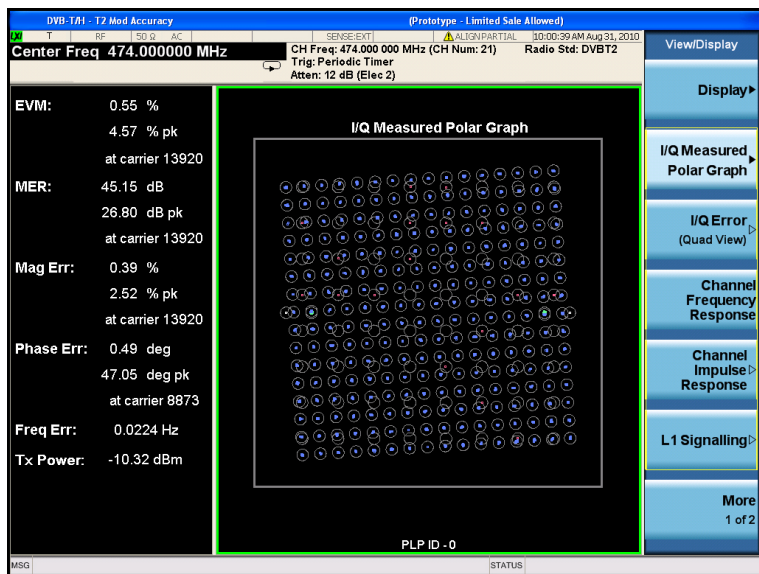 DVB-T/H - T2 Mod Accuracy
(Prototype - Limited Sale Allowed)
LXI
T RF 50 Ω AC SENSE:EXT ALIGN PARTIAL 10:00:39 AM Aug 31, 2010
Center Freq 474.000000 MHz
CH Freq: 474.000 000 MHz (CH Num: 21) Radio Std: DVBT2
Trig: Periodic Timer
Atten: 12 dB (Elec 2)
View/Display
EVM: 0.55 %
4.57 % pk
at carrier 13920
MER: 45.15 dB
26.80 dB pk
at carrier 13920
Mag Err: 0.39 %
2.52 % pk
at carrier 13920
Phase Err: 0.49 deg
47.05 deg pk
at carrier 8873
Freq Err: 0.0224 Hz
Tx Power: -10.32 dBm
I/Q Measured Polar Graph
PLP ID - 0
Display
I/Q Measured
Polar Graph
I/Q Error
(Quad View)
Channel
Frequency
Response
Channel
Impulse
Response
L1 Signalling
More
1 of 2
MSG
STATUS